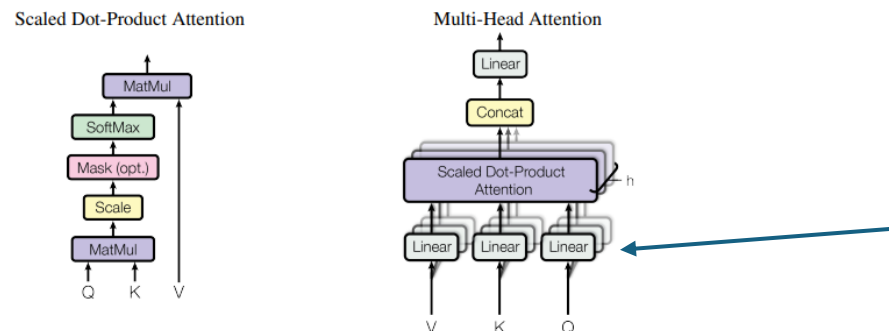 Scaled Dot-Product Attention
MatMul
SoftMax
Mask (opt.)
Scale
MatMul
Q K V
Multi-Head Attention
Linear
Concat
Scaled Dot-Product
Attention
h
Linear Linear Linear
V K Q